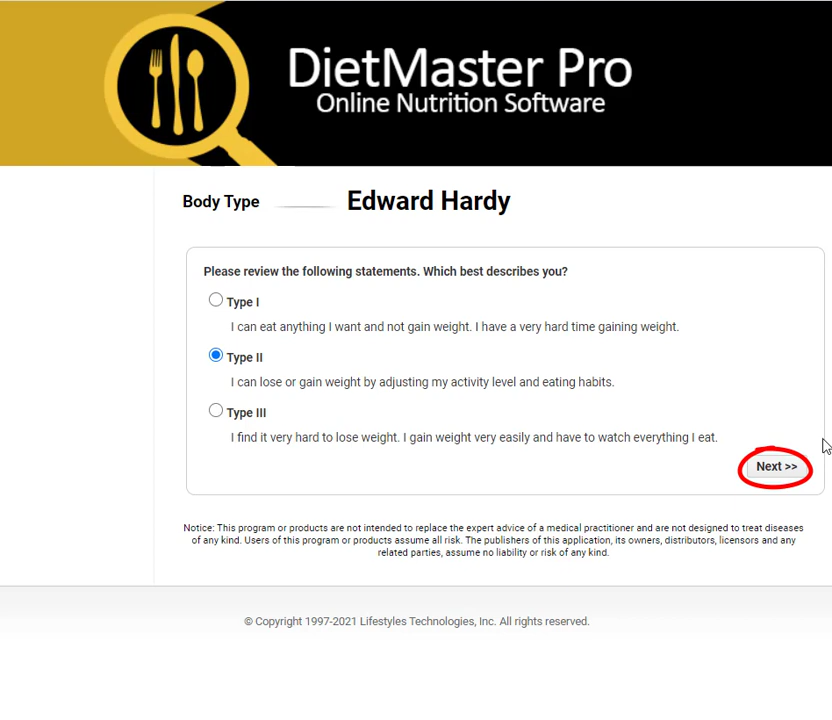 DietMaster Pro
Online Nutrition Software
Body Type
Edward Hardy
Please review the following statements. Which best describes you?
Type I
I can eat anything I want and not gain weight. I have a very hard time gaining weight.
Type II
I can lose or gain weight by adjusting my activity level and eating habits.
Type III
I find it very hard to lose weight. I gain weight very easily and have to watch everything I eat.
Next >>
Notice: This program or products are not intended to replace the expert advice of a medical practitioner and are not designed to treat diseases
of any kind. Users of this program or products assume all risk. The publishers of this application, its owners, distributors, licensors and any
related parties, assume no liability or risk of any kind.
© Copyright 1997-2021 Lifestyles Technologies, Inc. All rights reserved.